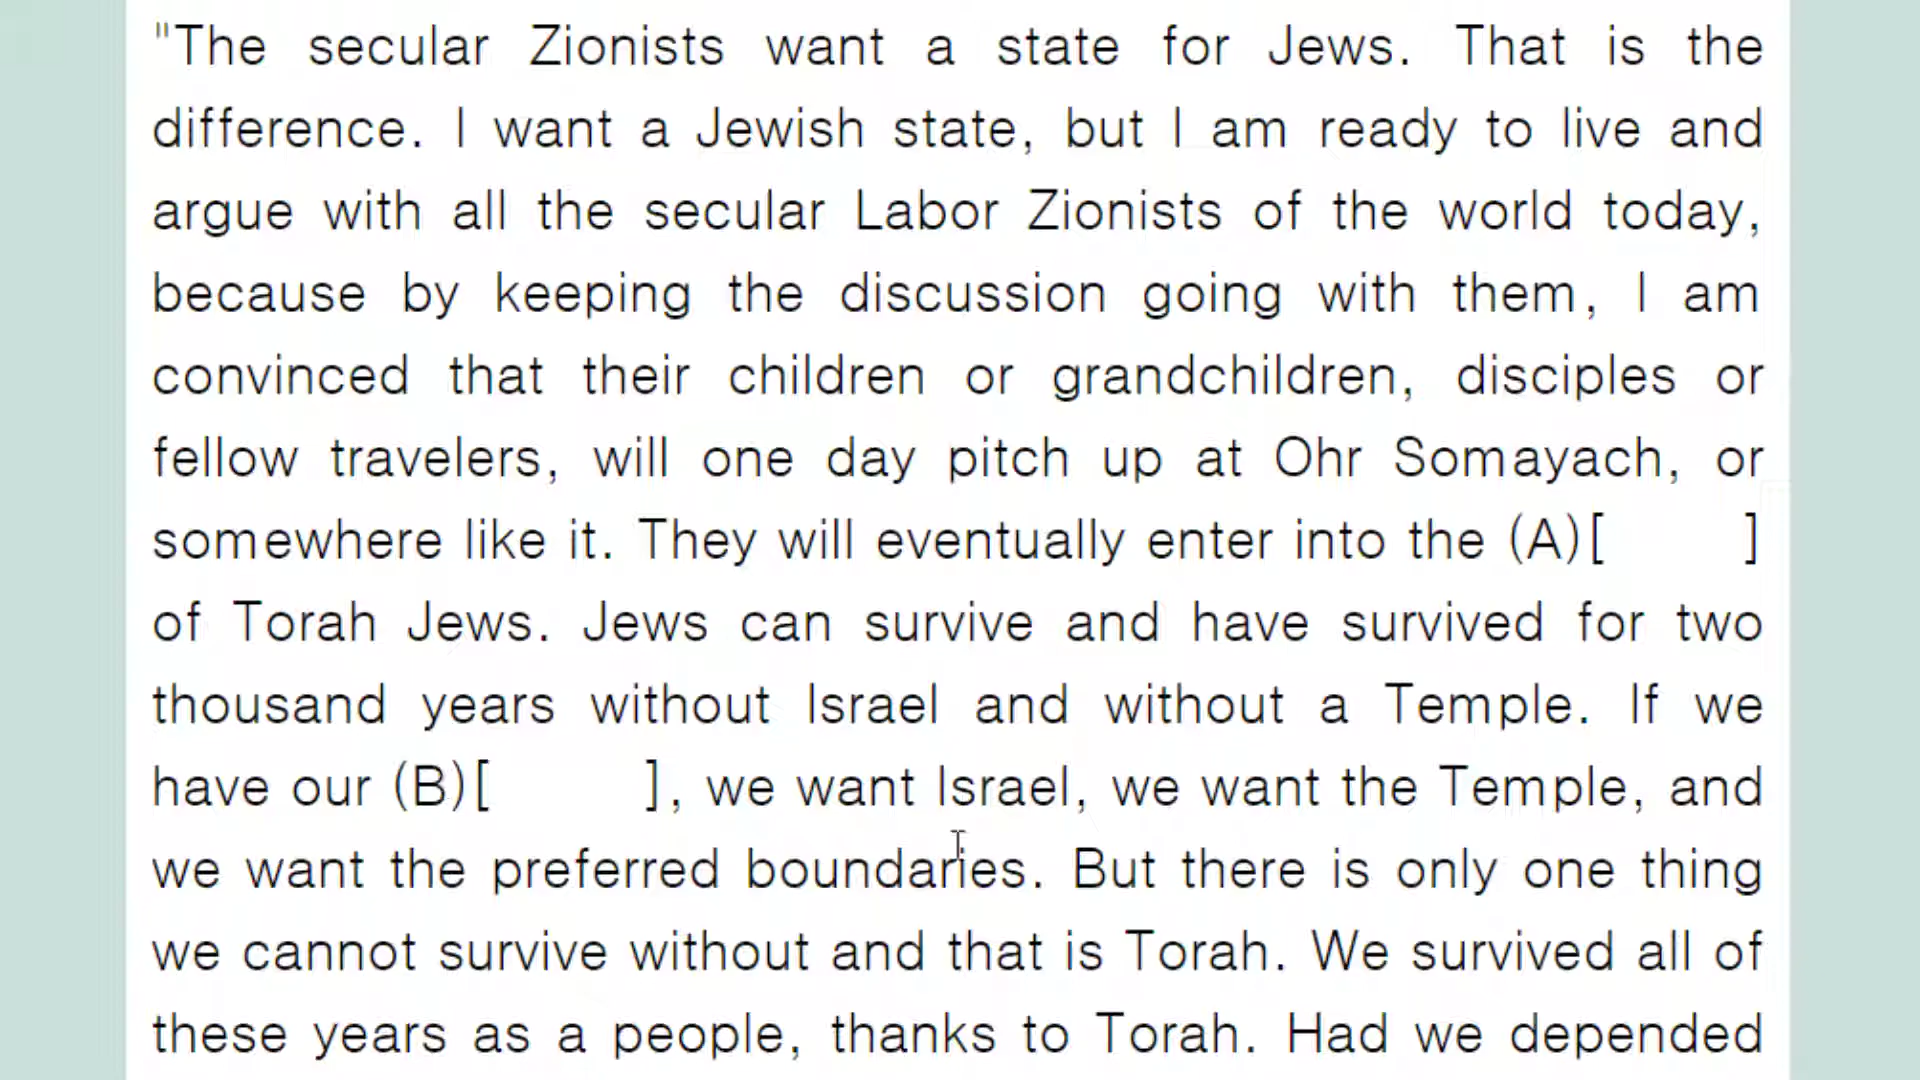 "The secular Zionists want a state for Jews. That is the
difference. I want a Jewish state, but I am ready to live and
argue with all the secular Labor Zionists of the world today,
because by keeping the discussion going with them, I am
convinced that their children or grandchildren, disciples or
fellow travelers, will one day pitch up at Ohr Somayach, or
somewhere like it. They will eventually enter into the (A)[ ]
of Torah Jews. Jews can survive and have survived for two
thousand years without Israel and without a Temple. If we
have our (B)[ ], we want Israel, we want the Temple, and
we want the preferred boundaries. But there is only one thing
we cannot survive without and that is Torah. We survived all of
these years as a people, thanks to Torah. Had we depended